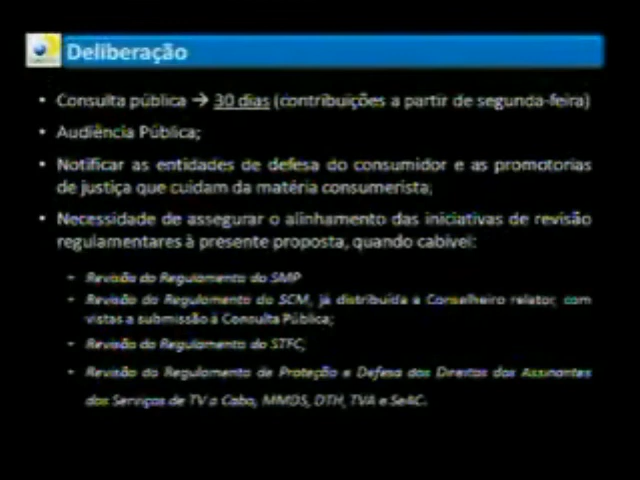 Deliberação
• Consulta pública → 30 dias (contribuições a partir de segunda-feira)
• Audiência Pública;
• Notificar as entidades de defesa do consumidor e as promotorias
de justiça que cuidam da matéria consumerista;
• Necessidade de assegurar o alinhamento das iniciativas de revisão
regulamentares à presente proposta, quando cabível:
- Revisão do Regulamento do SMP
- Revisão do Regulamento do SCM, já distribuída a Conselheiro relator, com
vistas a submissão à Consulta Pública;
- Revisão do Regulamento do STFC;
- Revisão do Regulamento de Proteção e Defesa dos Direitos dos Assinantes
dos Serviços de TV a Cabo, MMDS, DTH, TVA e SeAC.